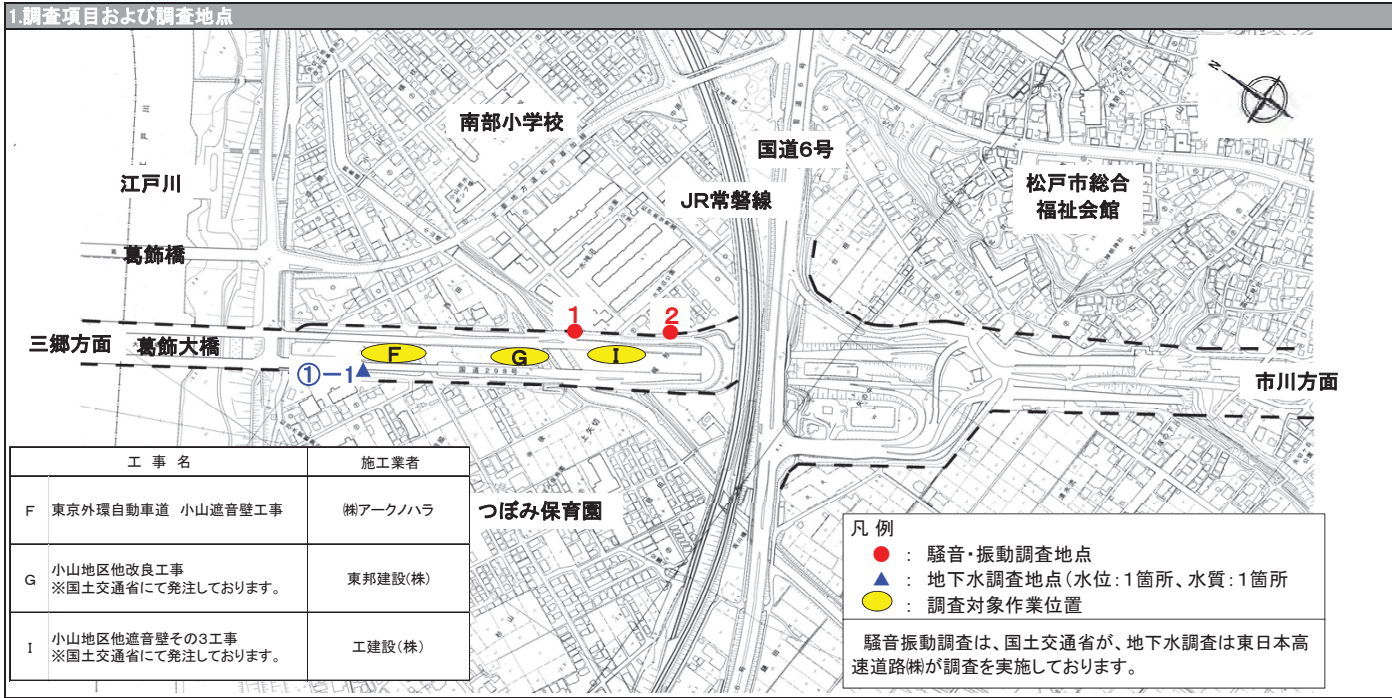 1.調査項目および調査地点
南部小学校
国道6号
江戸川
JR常磐線
松戸市総合
福祉会館
葛飾橋
1
2
三郷方面
葛飾大橋
F
G
I
①-1
国道298号
市川方面
工事名
施工業者
F
東京外環自動車道 小山遮音壁工事
㈱アークノハラ
G
小山地区他改良工事
※国土交通省にて発注しております。
東邦建設(株)
I
小山地区他遮音壁その3工事
※国土交通省にて発注しております。
工建設(株)
つぼみ保育園
上矢切
凡例
● : 騒音・振動調査地点
▲ : 地下水調査地点(水位:1箇所、水質:1箇所
: 調査対象作業位置
騒音振動調査は、国土交通省が、地下水調査は東日本高
速道路㈱が調査を実施しております。